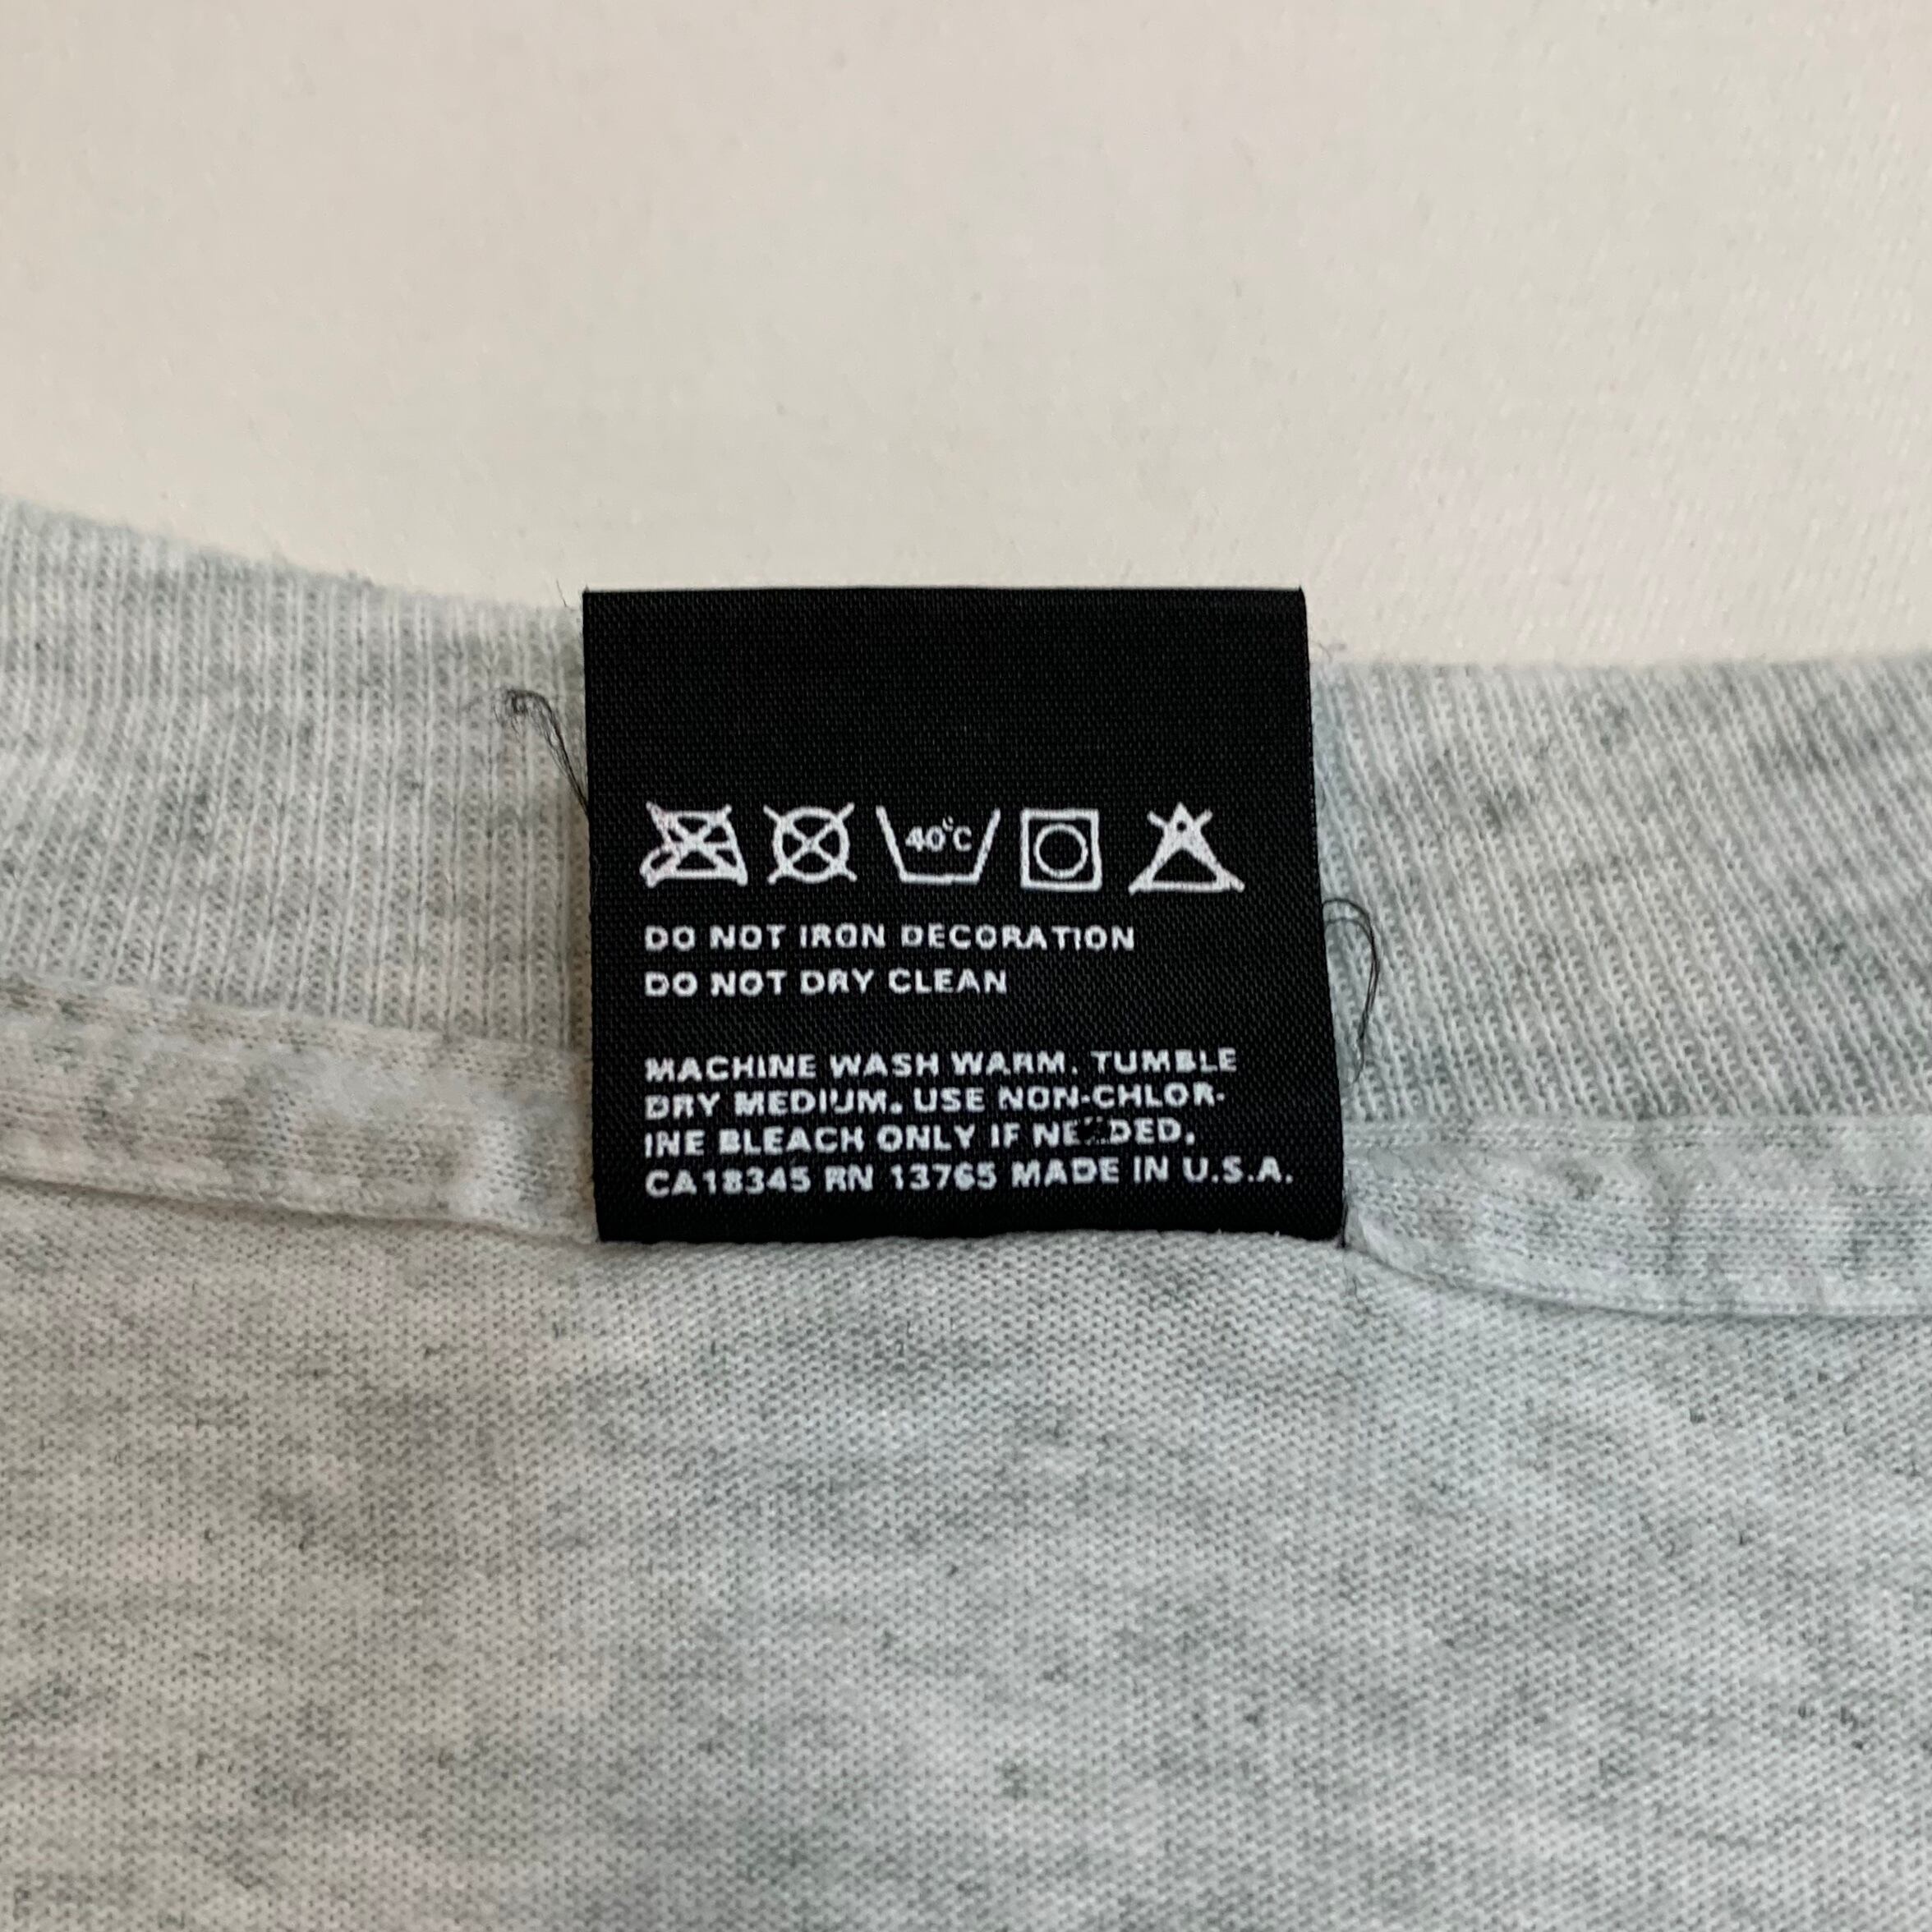 40°C
DO NOT IRON DECORATION
DO NOT DRY CLEAN
MACHINE WASH WARM. TUMBLE
DRY MEDIUM. USE NON-CHLOR-
INE BLEACH ONLY IF NEEDED.
CA18345 RN 13765 MADE IN U.S.A.